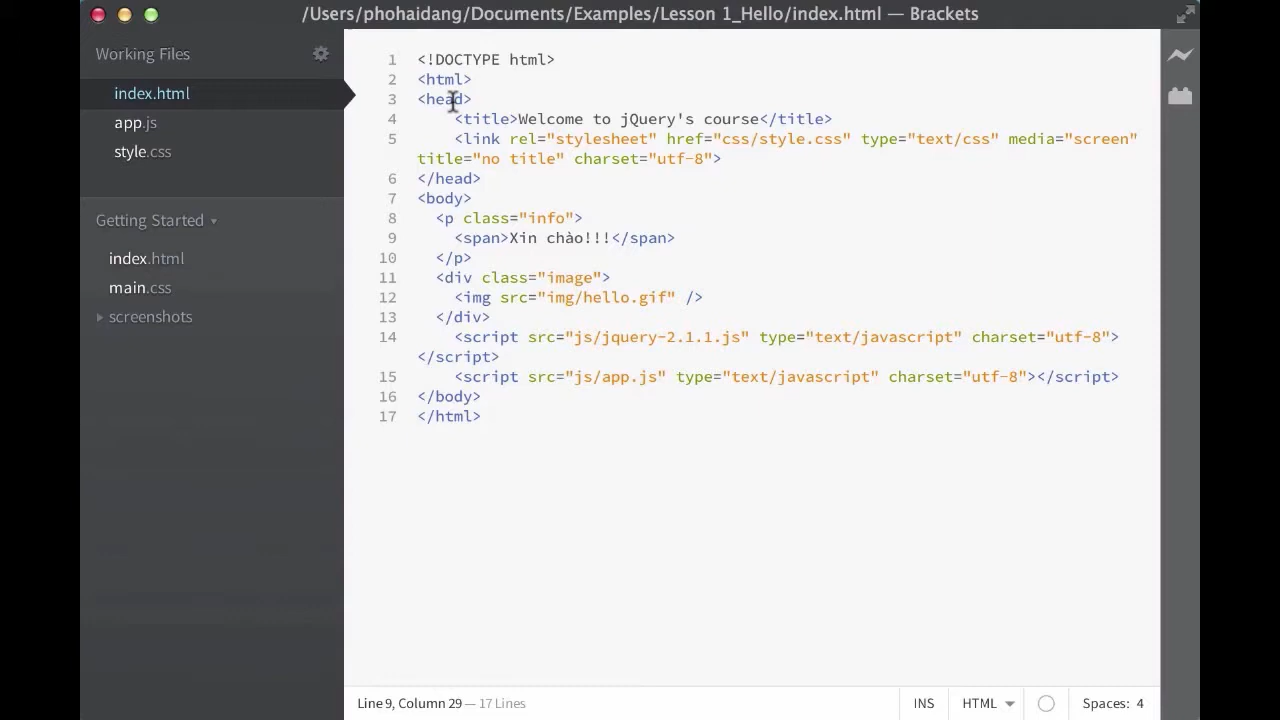 /Users/phohaidang/Documents/Examples/Lesson 1_Hello/index.html — Brackets
Working Files
index.html
app.js
style.css
Getting Started
index.html
main.css
screenshots
1 <!DOCTYPE html>
2 <html>
3 <head>
4 <title>Welcome to jQuery's course</title>
5 <link rel="stylesheet" href="css/style.css" type="text/css" media="screen"
title="no title" charset="utf-8">
6 </head>
7 <body>
8 <p class="info">
9 <span>Xin chào!!!</span>
10 </p>
11 <div class="image">
12 <img src="img/hello.gif" />
13 </div>
14 <script src="js/jquery-2.1.1.js" type="text/javascript" charset="utf-8">
</script>
15 <script src="js/app.js" type="text/javascript" charset="utf-8"></script>
16 </body>
17 </html>
Line 9, Column 29 — 17 Lines
INS
HTML
Spaces: 4